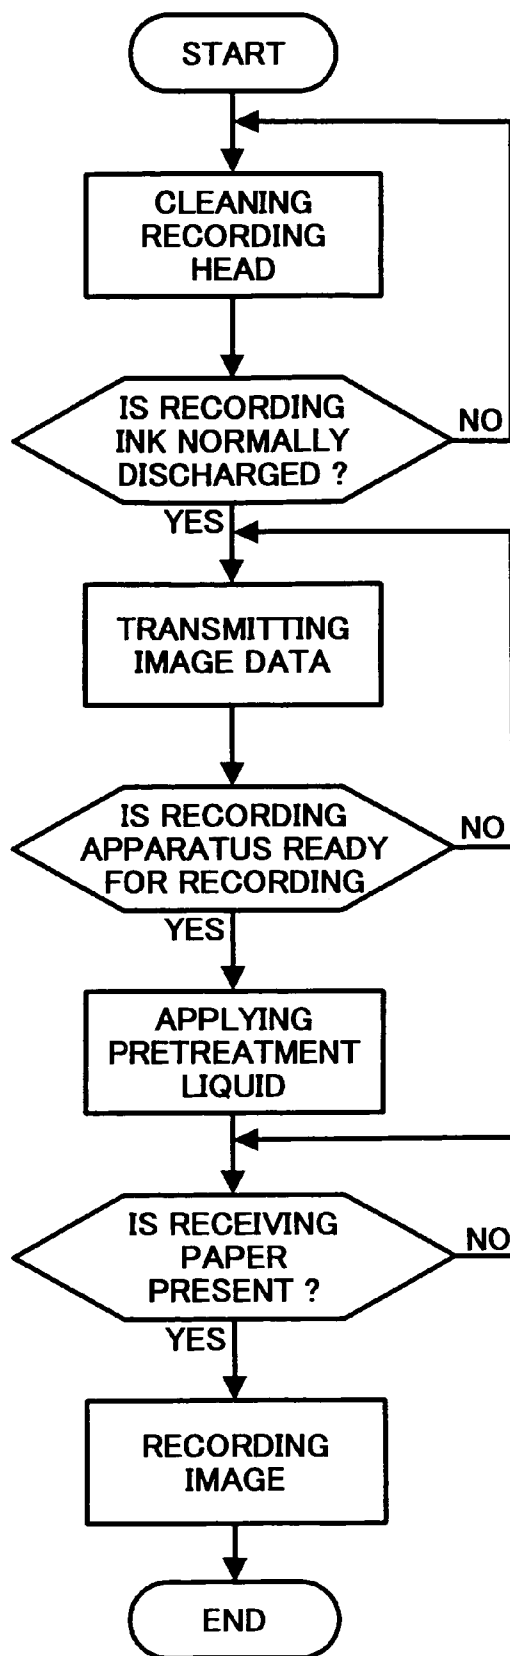 START
CLEANING
RECORDING
HEAD
IS RECORDING
INK NORMALLY
DISCHARGED ?
NO
YES
TRANSMITTING
IMAGE DATA
IS RECORDING
APPARATUS READY
FOR RECORDING
NO
YES
APPLYING
PRETREATMENT
LIQUID
IS RECEIVING
PAPER
PRESENT ?
NO
YES
RECORDING
IMAGE
END